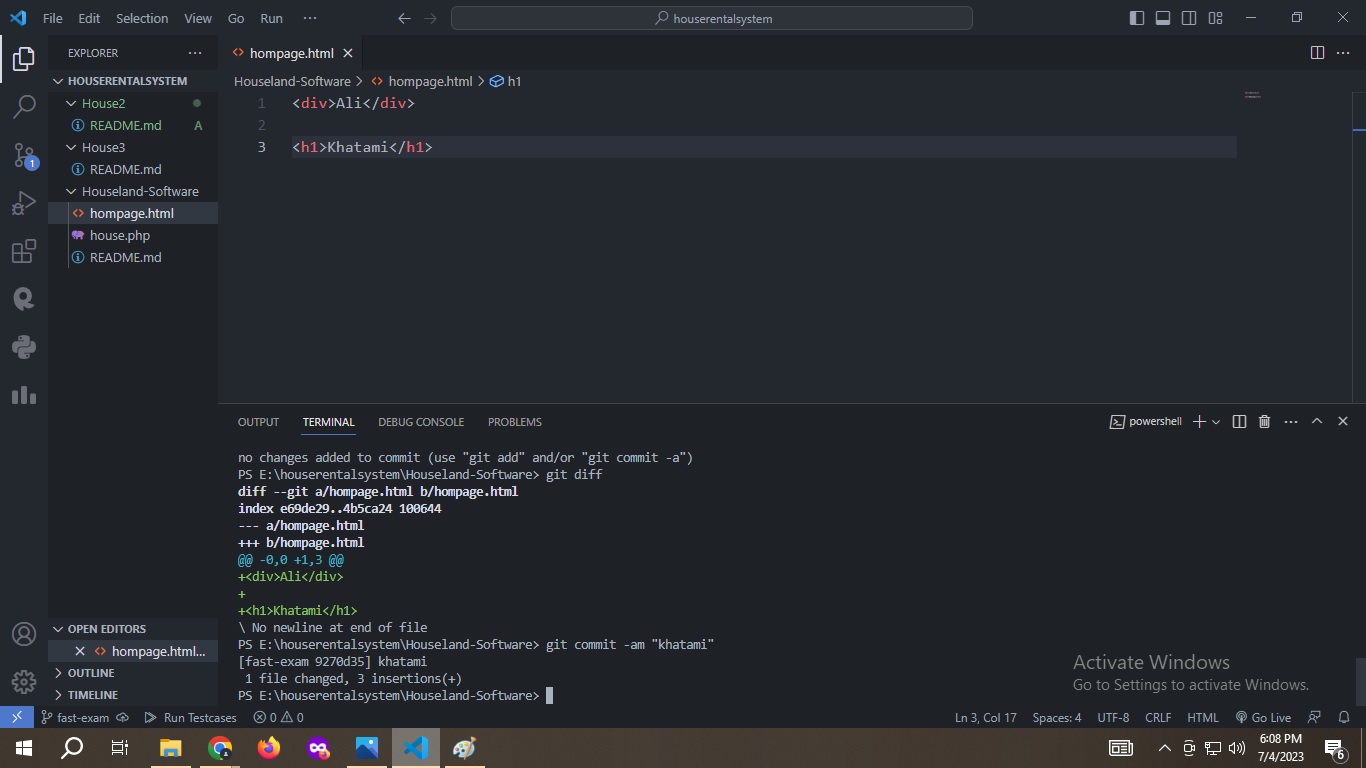 File Edit Selection View Go Run ··· houserentalsystem
EXPLORER ···
HOUSERENTALSYSTEM
House2
README.md A
House3
README.md
Houseland-Software
hompage.html
house.php
README.md
OPEN EDITORS
hompage.html...
OUTLINE
TIMELINE
1
hompage.html
Houseland-Software > hompage.html > h1
1 <div>Ali</div>
2
3 <h1>Khatami</h1>
OUTPUT TERMINAL DEBUG CONSOLE PROBLEMS powershell
no changes added to commit (use "git add" and/or "git commit -a")
PS E:\houserentalsystem\Houseland-Software> git diff
diff --git a/hompage.html b/hompage.html
index e69de29..4b5ca24 100644
--- a/hompage.html
+++ b/hompage.html
@@ -0,0 +1,3 @@
+<div>Ali</div>
+
+<h1>Khatami</h1>
\ No newline at end of file
PS E:\houserentalsystem\Houseland-Software> git commit -am "khatami"
[fast-exam 9270d35] khatami
1 file changed, 3 insertions(+)
PS E:\houserentalsystem\Houseland-Software>
Activate Windows
Go to Settings to activate Windows.
fast-exam Run Testcases 0 0 Ln 3, Col 17 Spaces: 4 UTF-8 CRLF HTML Go Live
6:08 PM
7/4/2023
6